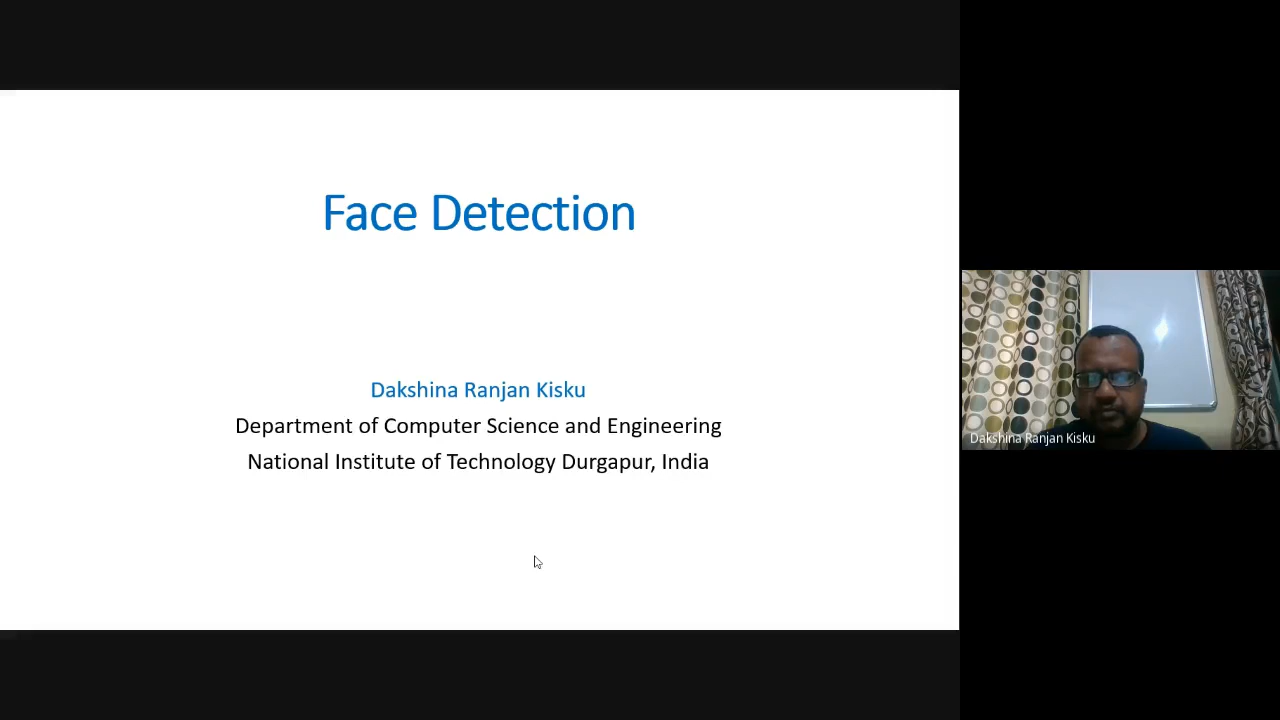 Face Detection
Dakshina Ranjan Kisku
Department of Computer Science and Engineering
National Institute of Technology Durgapur, India
Dakshina Ranjan Kisku